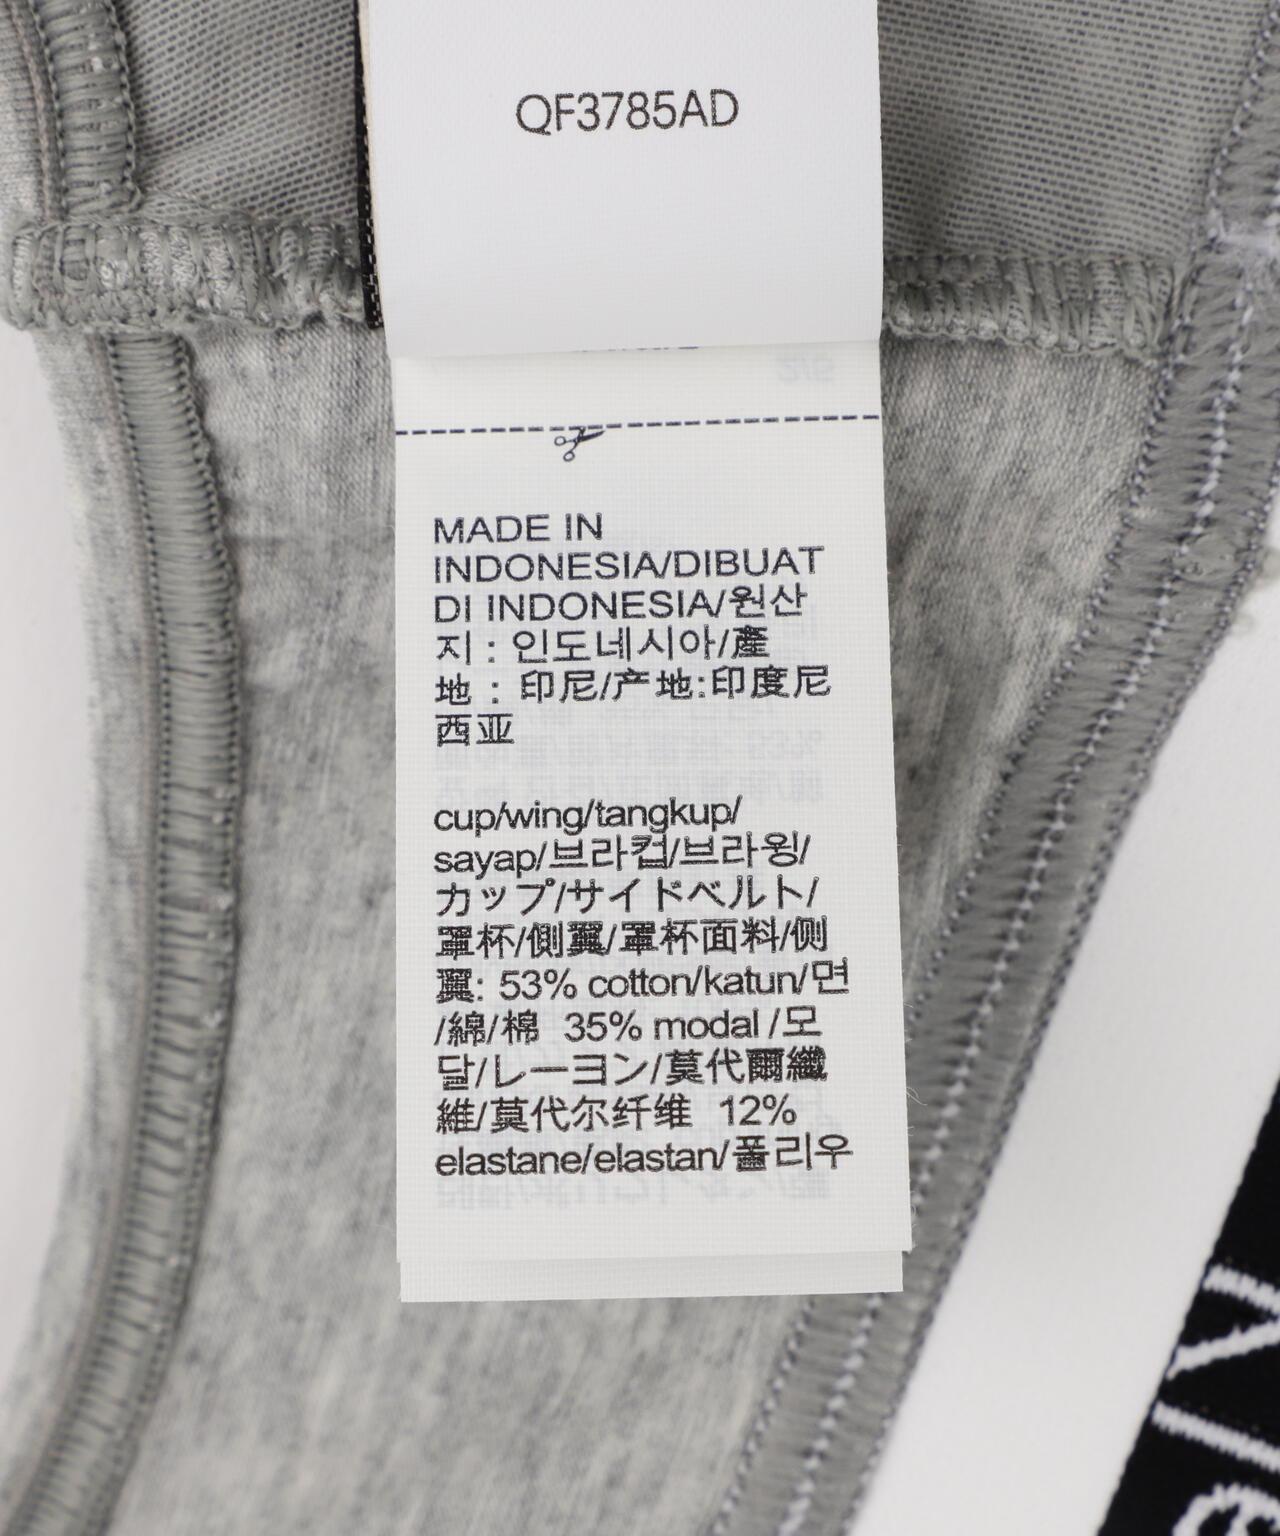 QF3785AD
MADE IN
INDONESIA/DIBUAT
DI INDONESIA/원산
지 : 인도네시아/產
地 : 印尼/产地:印度尼
西亚
cup/wing/tangkup/
sayap/브라컵/브라윙/
カップ/サイドベルト/
罩杯/側翼/罩杯面料/侧
翼: 53% cotton/katun/면
/綿/棉 35% modal /모
달/レーヨン/莫代爾纖
維/莫代尔纤维 12%
elastane/elastan/폴리우